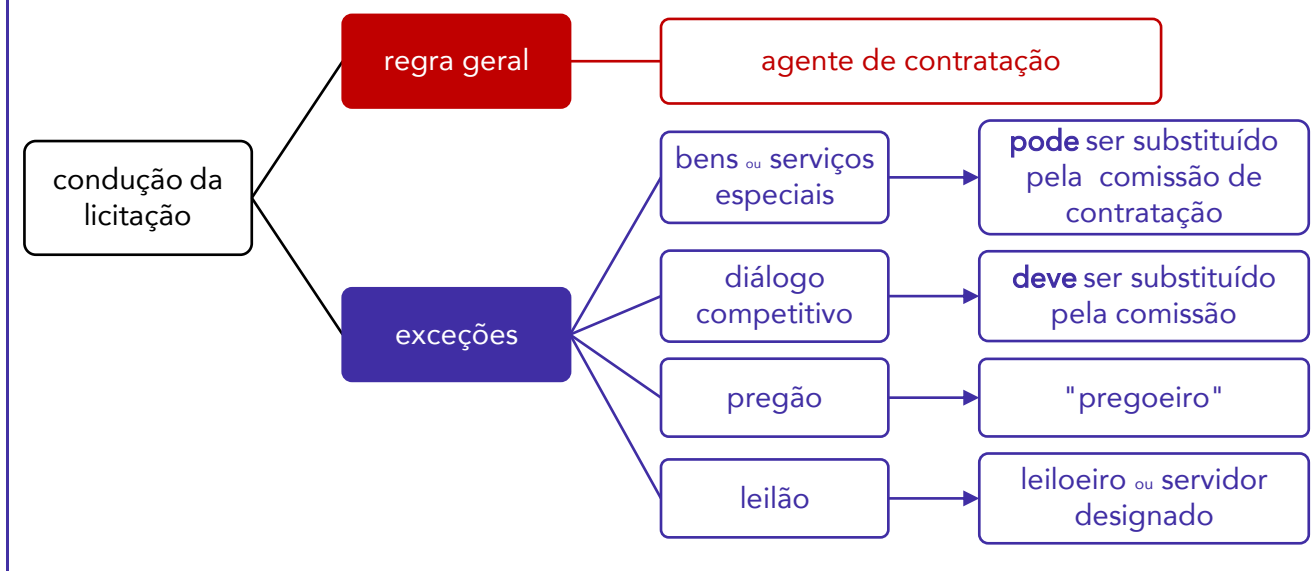 condução da
licitação
regra geral
agente de contratação
exceções
bens ou serviços
especiais
pode ser substituído
pela comissão de
contratação
diálogo
competitivo
deve ser substituído
pela comissão
pregão
"pregoeiro"
leilão
leiloeiro ou servidor
designado